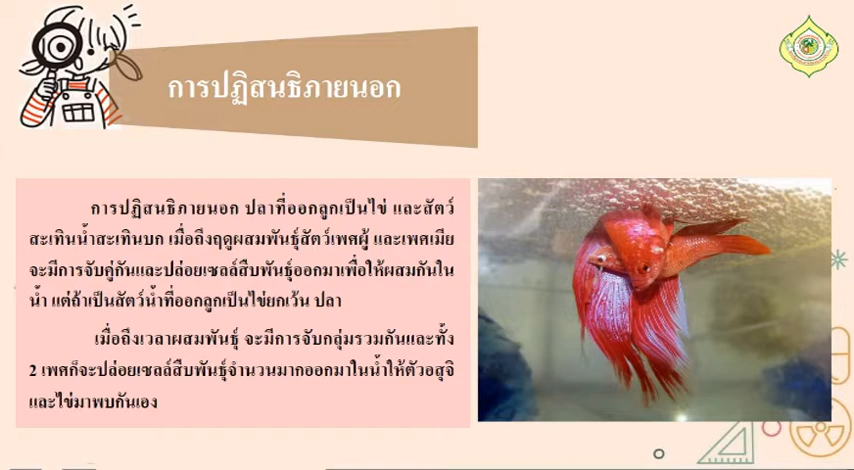 การปฏิสนธิภายนอก
การปฏิสนธิภายนอก ปลาที่ออกลูกเป็นไข่ และสัตว์
สะเทินน้ำสะเทินบก เมื่อถึงฤดูผสมพันธุ์สัตว์เพศผู้ และเพศเมีย
จะมีการจับคู่กันและปล่อยเซลล์สืบพันธุ์ออกมาเพื่อให้ผสมกันใน
น้ำ แต่ถ้าเป็นสัตว์น้ำที่ออกลูกเป็นไข่ยกเว้น ปลา
เมื่อถึงเวลาผสมพันธุ์ จะมีการจับกลุ่มรวมกันและทั้ง
2 เพศก็จะปล่อยเซลล์สืบพันธุ์จำนวนมากออกมาในน้ำให้ตัวอสุจิ
และไข่มาพบกันเอง